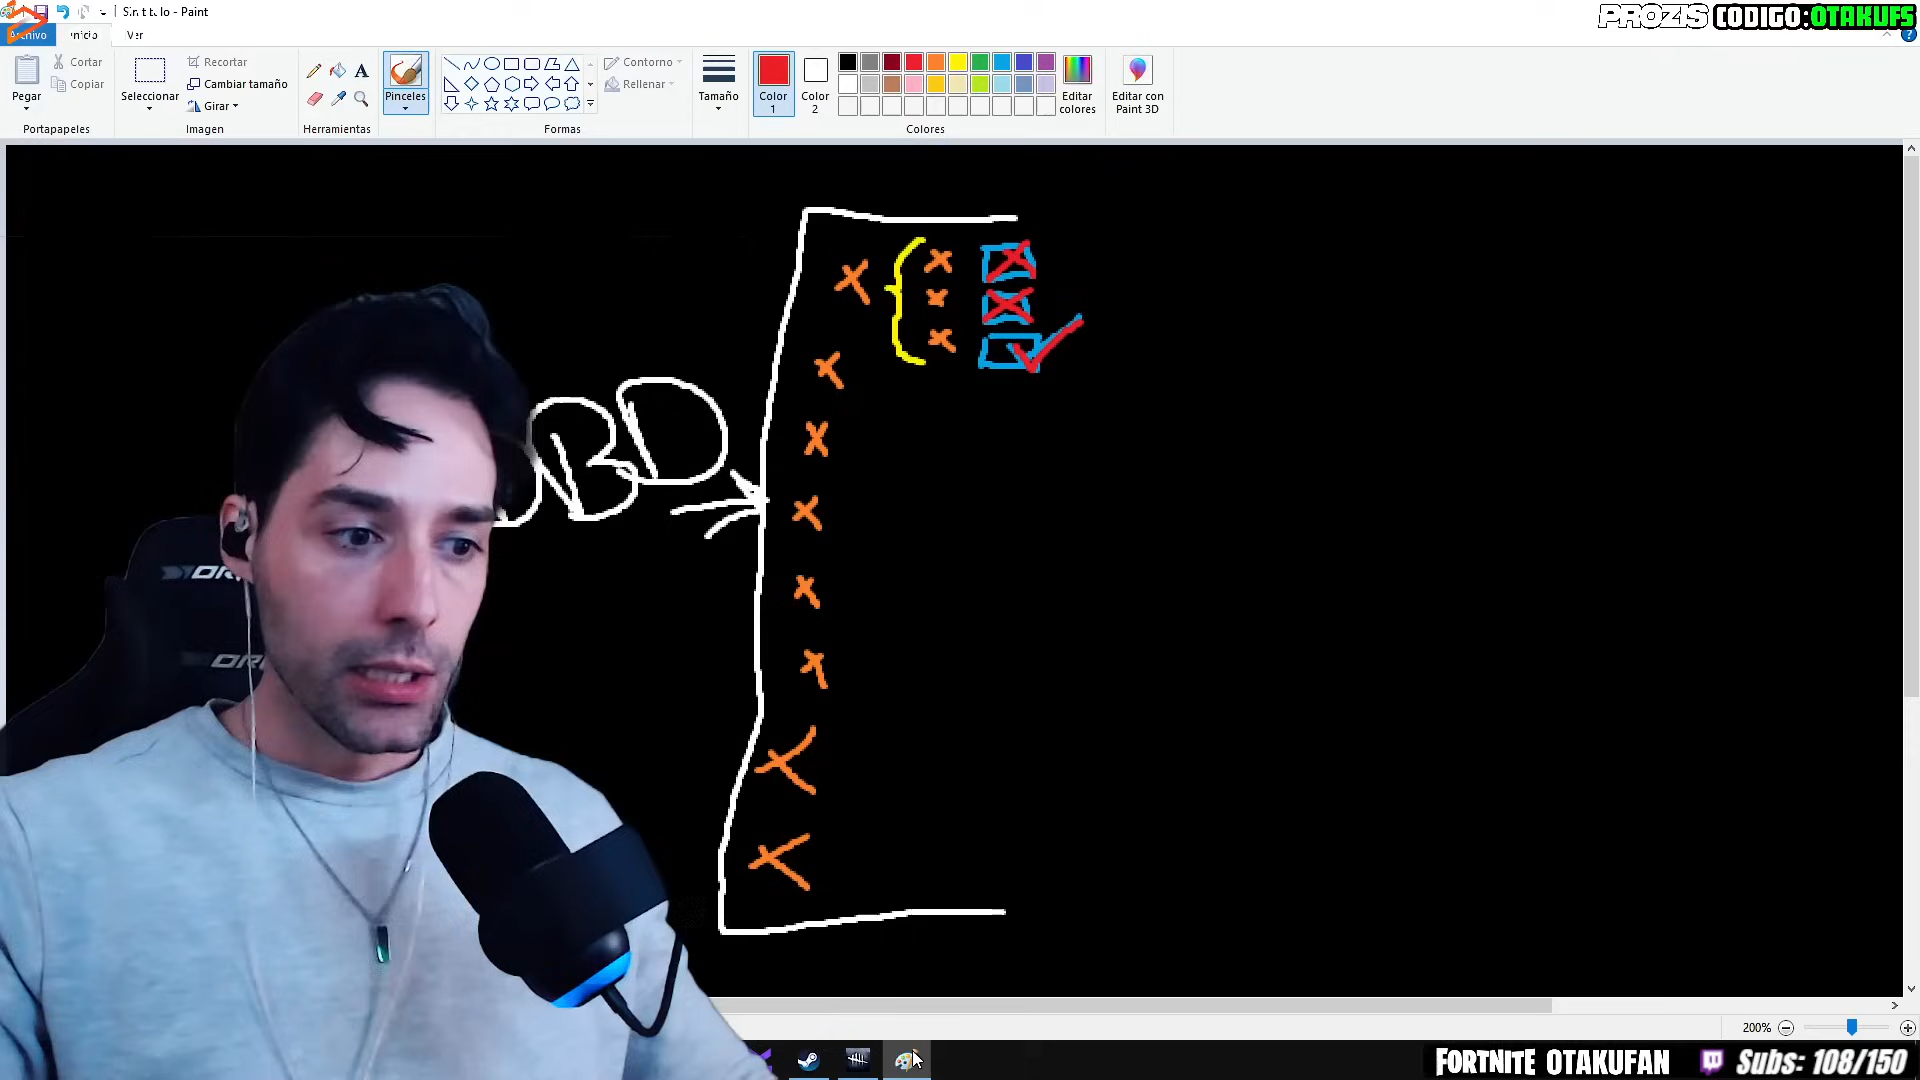 Sin título - Paint
PROZIS CODIGO:OTAKUFS
Archivo Inicio Ver
Pegar
Cortar
Copiar
Portapapeles
Seleccionar
Recortar
Cambiar tamaño
Girar
Imagen
Herramientas
Pinceles
Contorno
Rellenar
Formas
Tamaño
Color 1
Color 2
Editar colores
Colores
Editar con Paint 3D
DBD
200%
FORTNITE OTAKUFAN Subs: 108/150